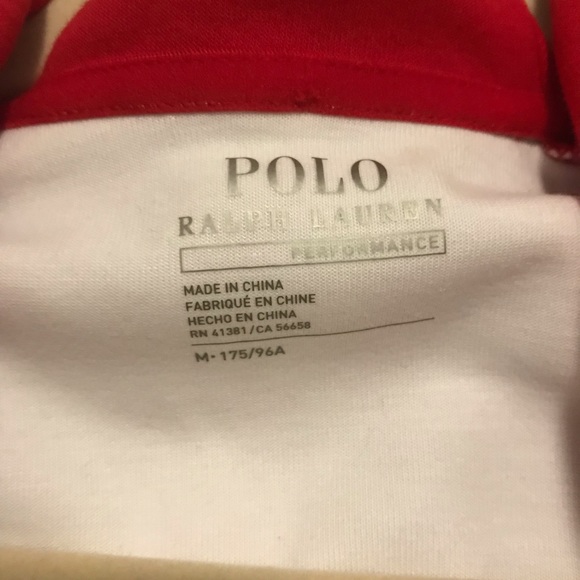 POLO
RALPH LAUREN
PERFORMANCE
MADE IN CHINA
FABRIQUÉ EN CHINE
HECHO EN CHINA
RN 41381/CA 56658
M• 175/96A